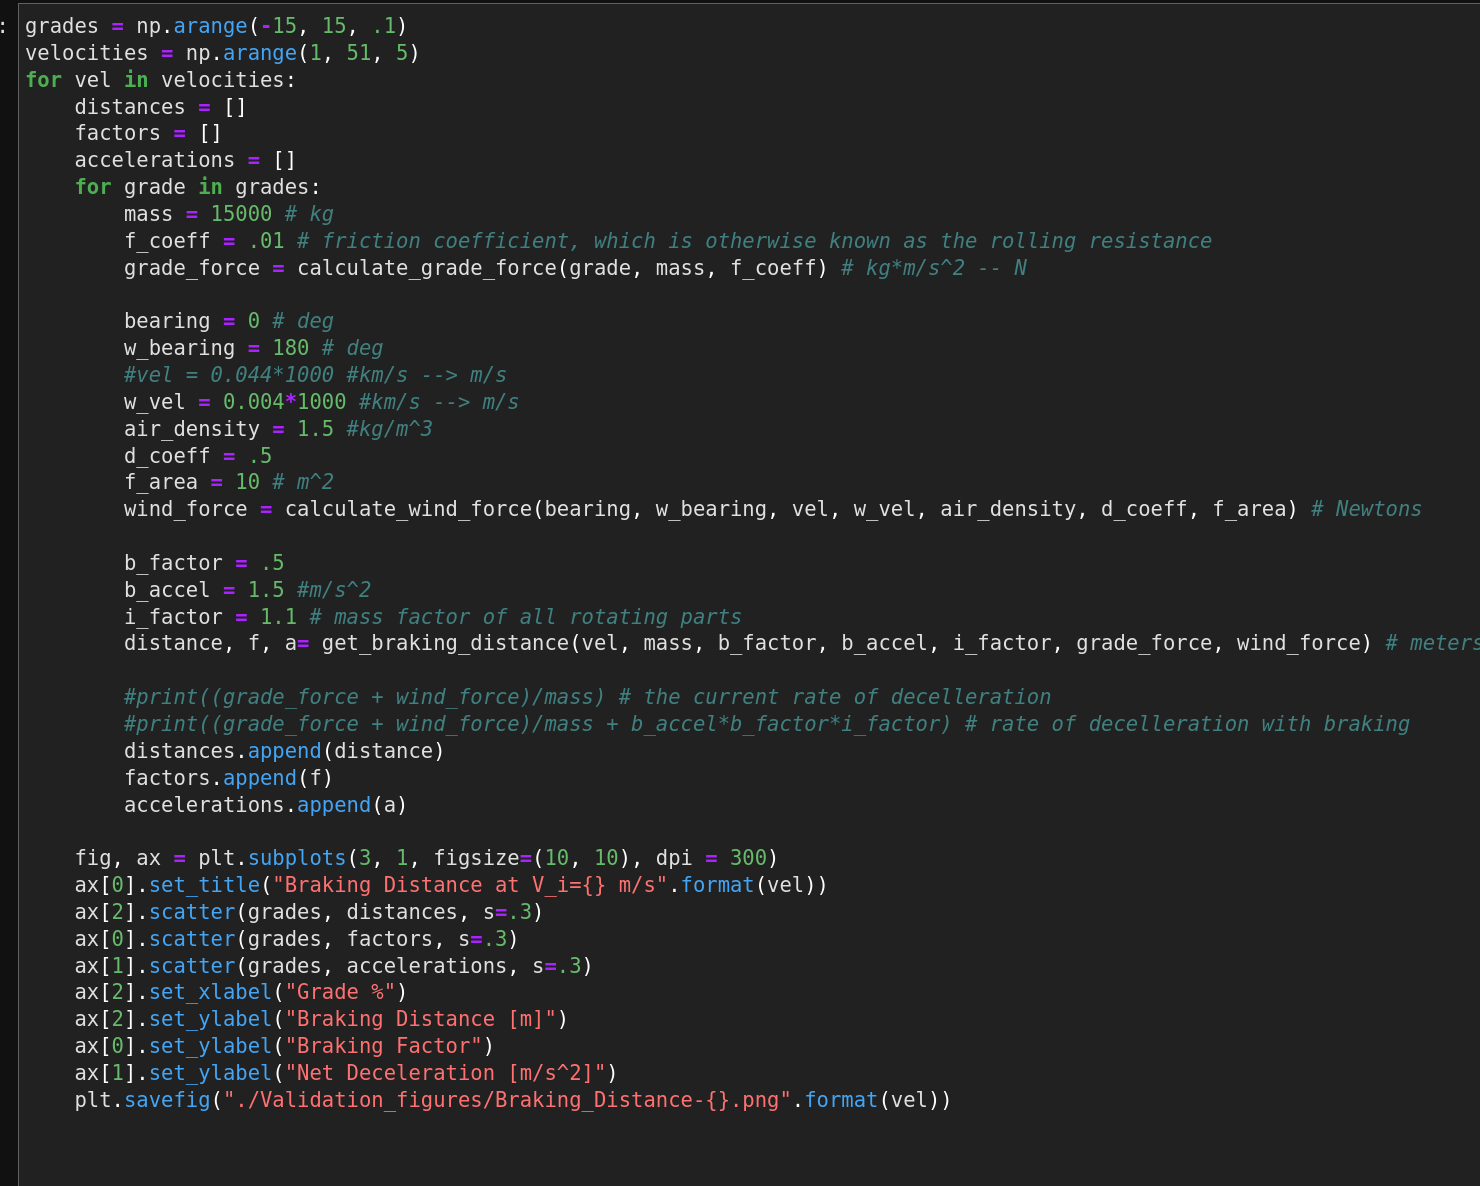 :
grades = np.arange(-15, 15, .1)
velocities = np.arange(1, 51, 5)
for vel in velocities:
    distances = []
    factors = []
    accelerations = []
    for grade in grades:
        mass = 15000 # kg
        f_coeff = .01 # friction coefficient, which is otherwise known as the rolling resistance
        grade_force = calculate_grade_force(grade, mass, f_coeff) # kg*m/s^2 -- N

        bearing = 0 # deg
        w_bearing = 180 # deg
        #vel = 0.044*1000 #km/s --> m/s
        w_vel = 0.004*1000 #km/s --> m/s
        air_density = 1.5 #kg/m^3
        d_coeff = .5
        f_area = 10 # m^2
        wind_force = calculate_wind_force(bearing, w_bearing, vel, w_vel, air_density, d_coeff, f_area) # Newtons

        b_factor = .5
        b_accel = 1.5 #m/s^2
        i_factor = 1.1 # mass factor of all rotating parts
        distance, f, a= get_braking_distance(vel, mass, b_factor, b_accel, i_factor, grade_force, wind_force) # meters

        #print((grade_force + wind_force)/mass) # the current rate of decelleration
        #print((grade_force + wind_force)/mass + b_accel*b_factor*i_factor) # rate of decelleration with braking
        distances.append(distance)
        factors.append(f)
        accelerations.append(a)

    fig, ax = plt.subplots(3, 1, figsize=(10, 10), dpi = 300)
    ax[0].set_title("Braking Distance at V_i={} m/s".format(vel))
    ax[2].scatter(grades, distances, s=.3)
    ax[0].scatter(grades, factors, s=.3)
    ax[1].scatter(grades, accelerations, s=.3)
    ax[2].set_xlabel("Grade %")
    ax[2].set_ylabel("Braking Distance [m]")
    ax[0].set_ylabel("Braking Factor")
    ax[1].set_ylabel("Net Deceleration [m/s^2]")
    plt.savefig("./Validation_figures/Braking_Distance-{}.png".format(vel))